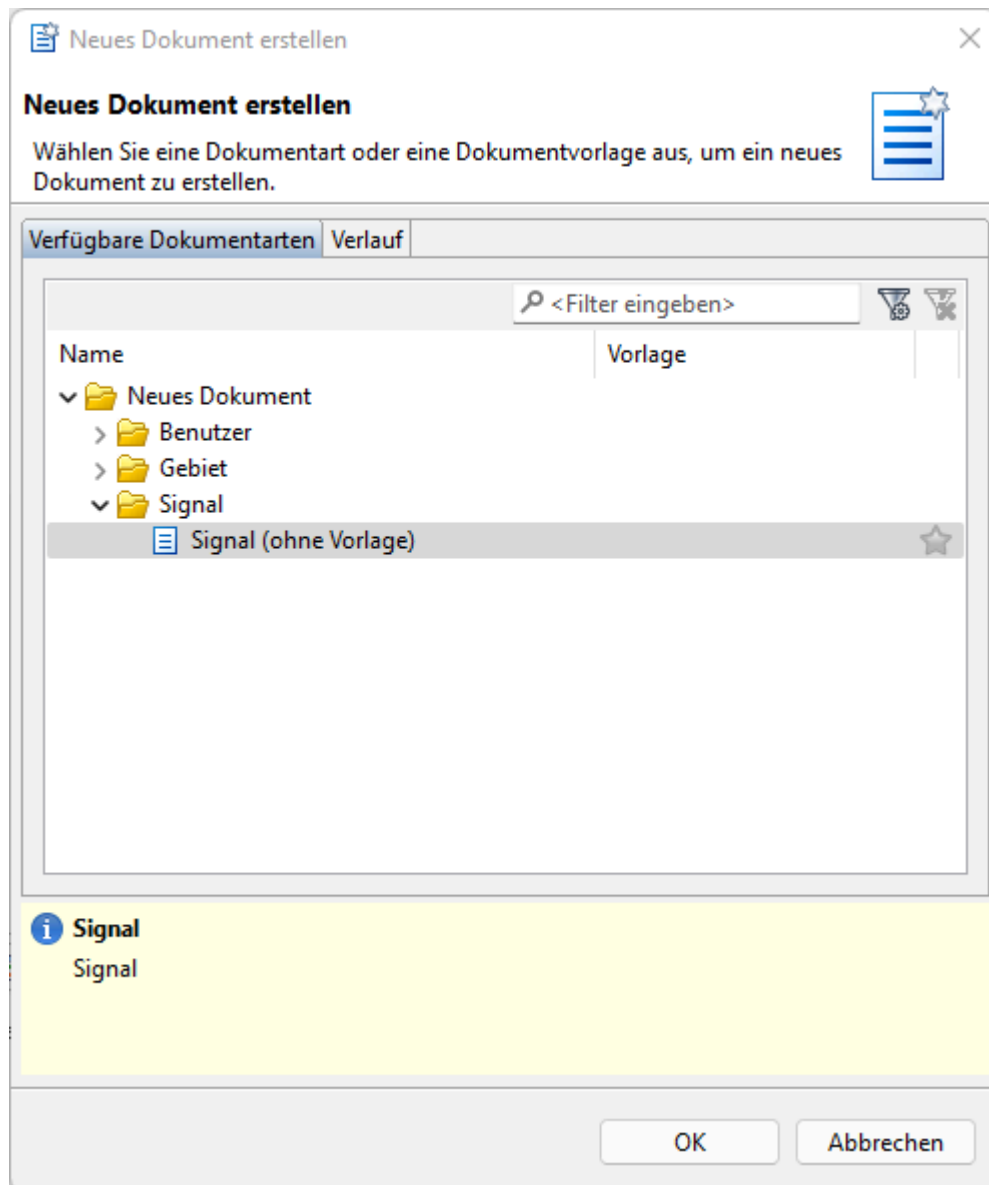 Neues Dokument erstellen
Neues Dokument erstellen
Wählen Sie eine Dokumentart oder eine Dokumentvorlage aus, um ein neues
Dokument zu erstellen.
Verfügbare Dokumentarten Verlauf
<Filter eingeben>
Name Vorlage
Neues Dokument
Benutzer
Gebiet
Signal
Signal (ohne Vorlage)
Signal
Signal
OK Abbrechen